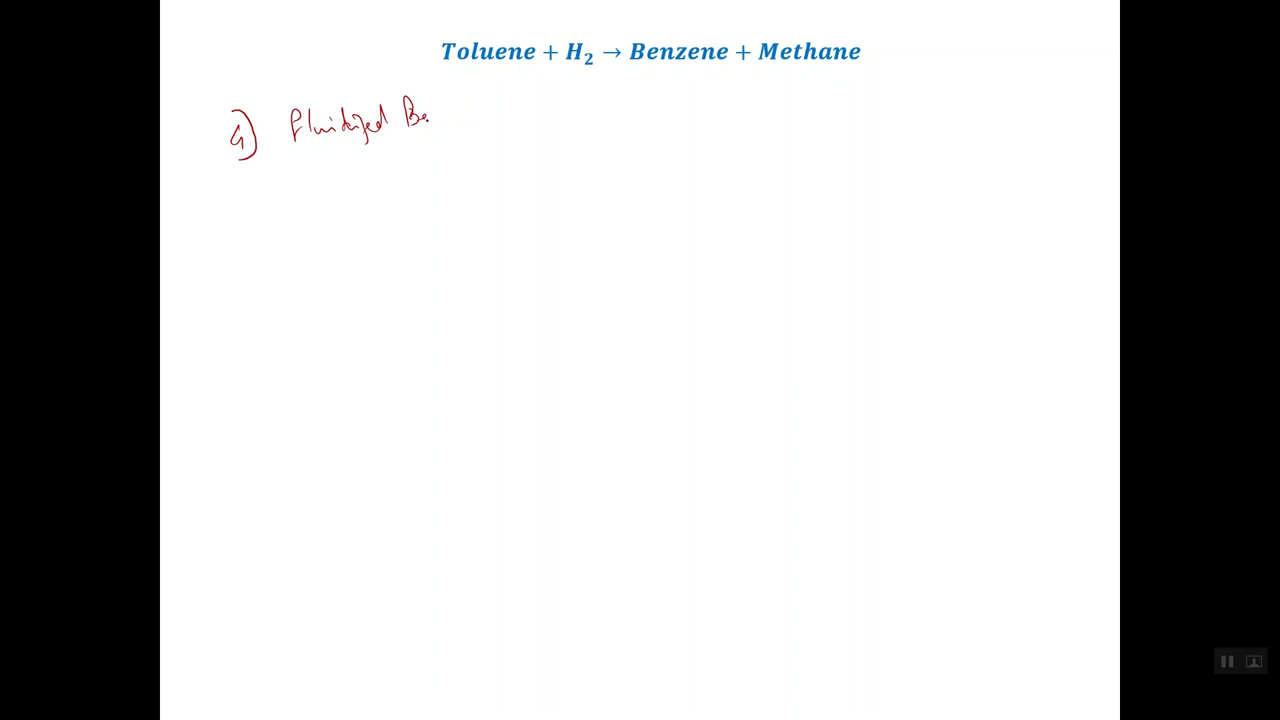 Toluene + H₂ → Benzene + Methane
4) Fluidized Be